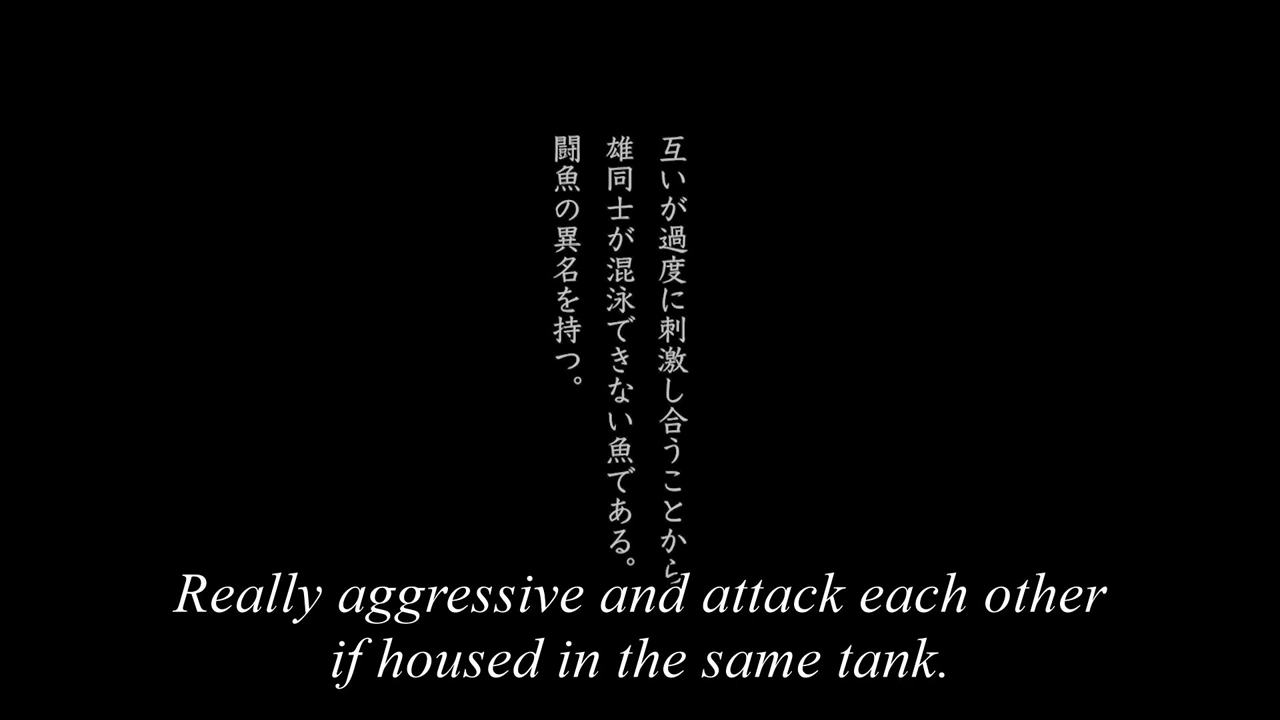 互いが過度に刺激し合うことから
雄同士が混泳できない魚である。
闘魚の異名を持つ。
Really aggressive and attack each other
if housed in the same tank.